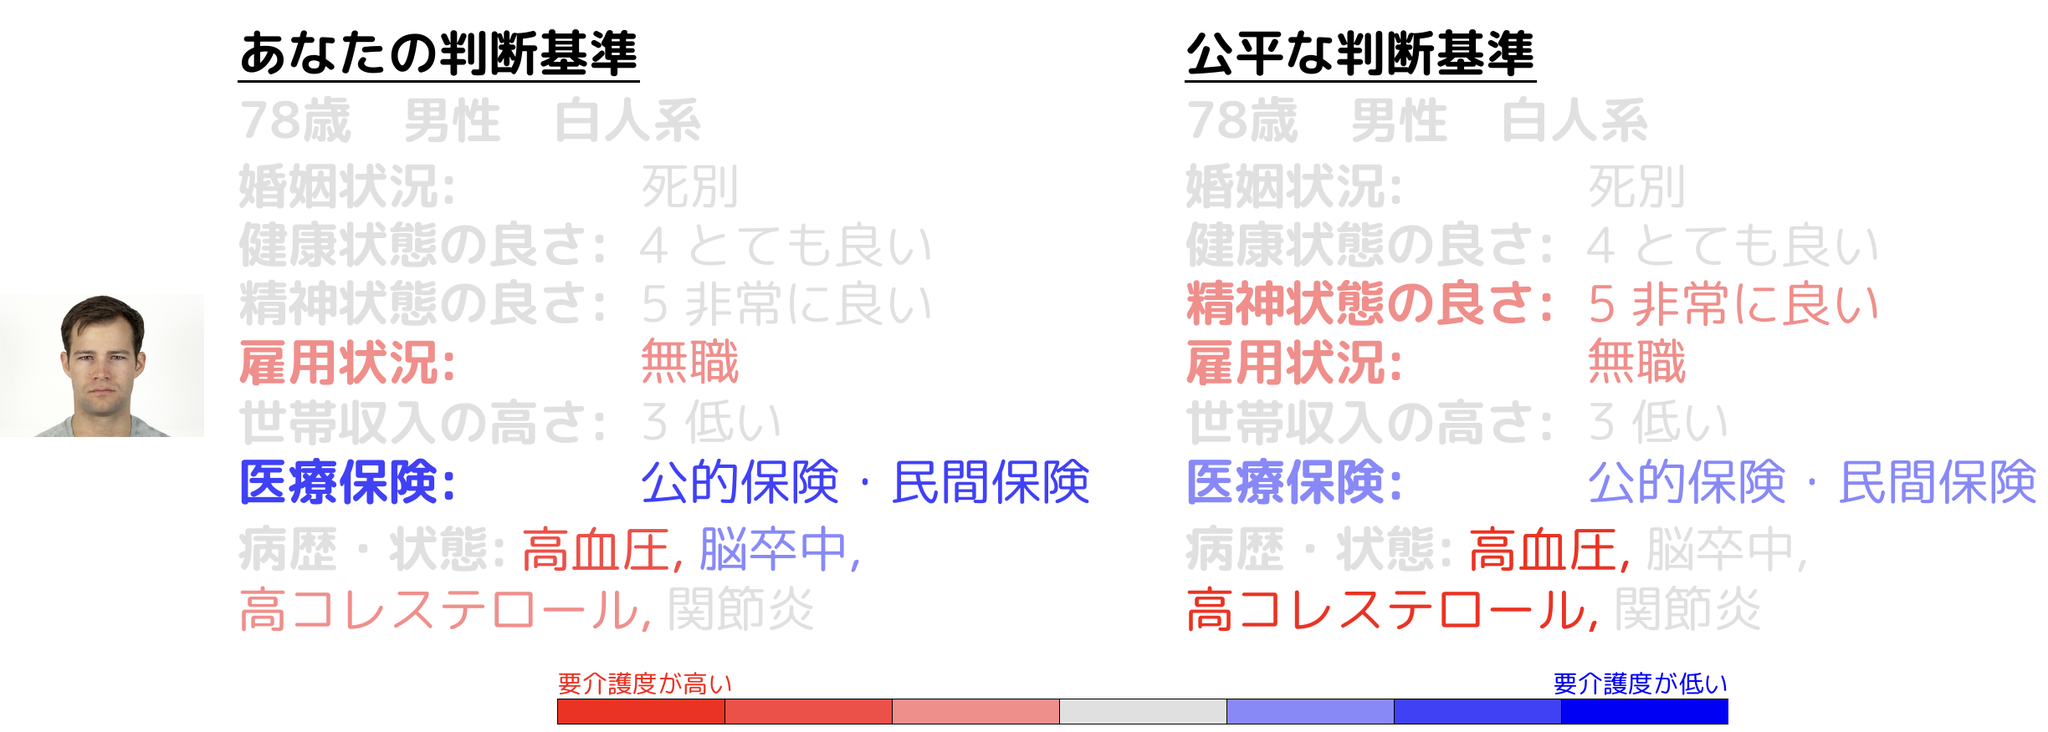 あなたの判断基準
78歳 男性 白人系
婚姻状況: 死別
健康状態の良さ: 4 とても良い
精神状態の良さ: 5 非常に良い
雇用状況: 無職
世帯収入の高さ: 3 低い
医療保険: 公的保険・民間保険
病歴・状態: 高血圧, 脳卒中,
高コレステロール, 関節炎
公平な判断基準
78歳 男性 白人系
婚姻状況: 死別
健康状態の良さ: 4 とても良い
精神状態の良さ: 5 非常に良い
雇用状況: 無職
世帯収入の高さ: 3 低い
医療保険: 公的保険・民間保険
病歴・状態: 高血圧, 脳卒中,
高コレステロール, 関節炎
要介護度が高い
要介護度が低い